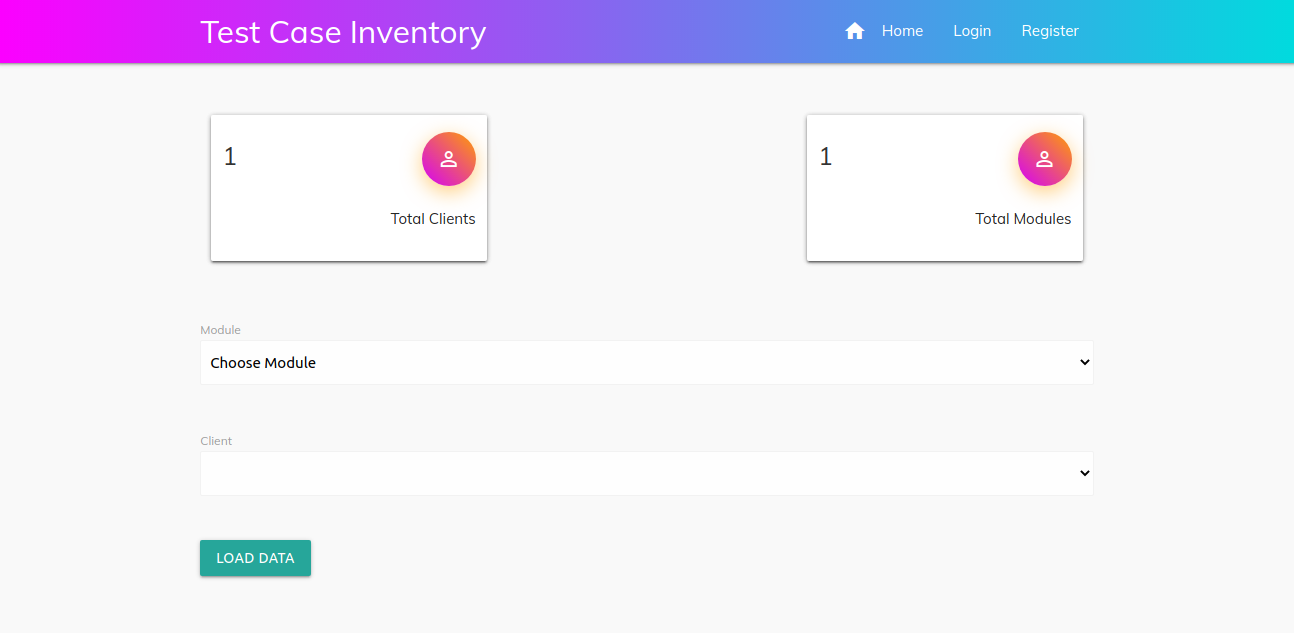 Test Case Inventory
Home Login Register
1
Total Clients
1
Total Modules
Module
Choose Module
Client
LOAD DATA